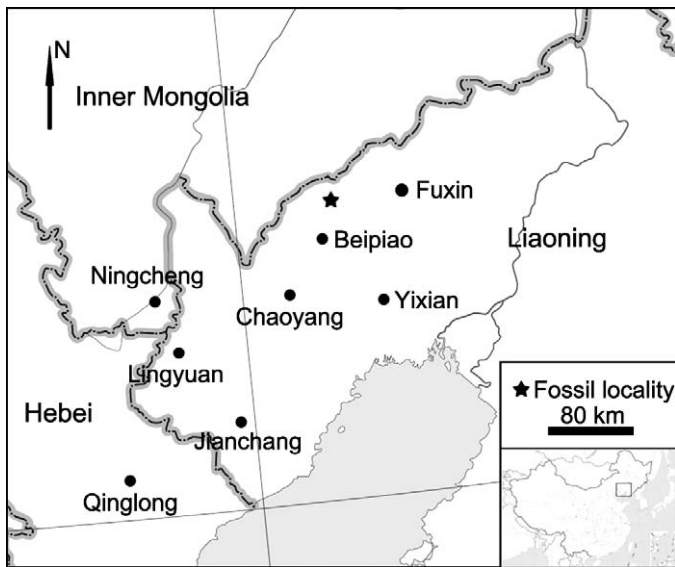 N
Inner Mongolia
Fuxin
Beipiao
Liaoning
Ningcheng
Chaoyang
Yixian
Lingyuan
Fossil locality
80 km
Hebei
Jianchang
Qinglong